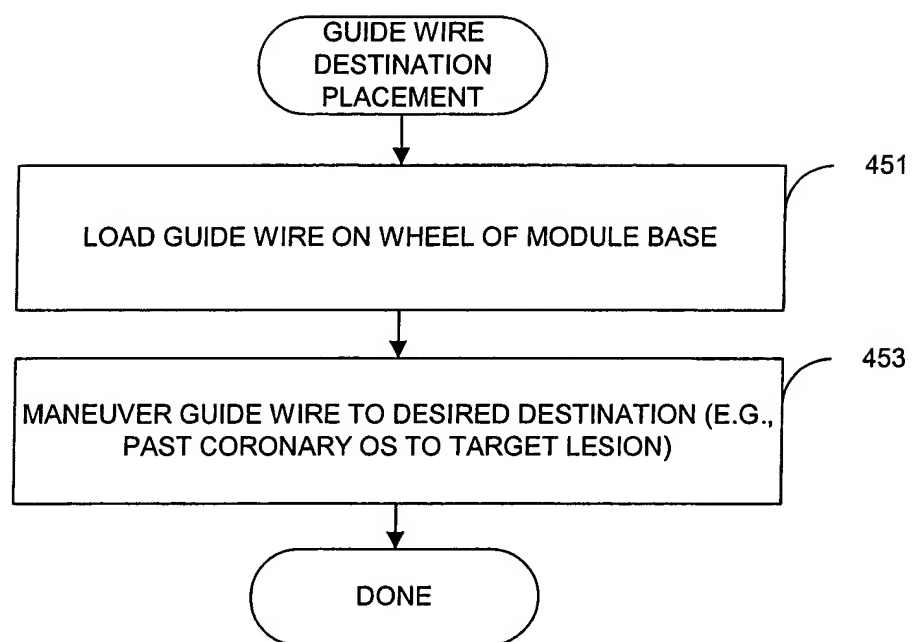 GUIDE WIRE
DESTINATION
PLACEMENT
451
LOAD GUIDE WIRE ON WHEEL OF MODULE BASE
453
MANEUVER GUIDE WIRE TO DESIRED DESTINATION (E.G.,
PAST CORONARY OS TO TARGET LESION)
DONE